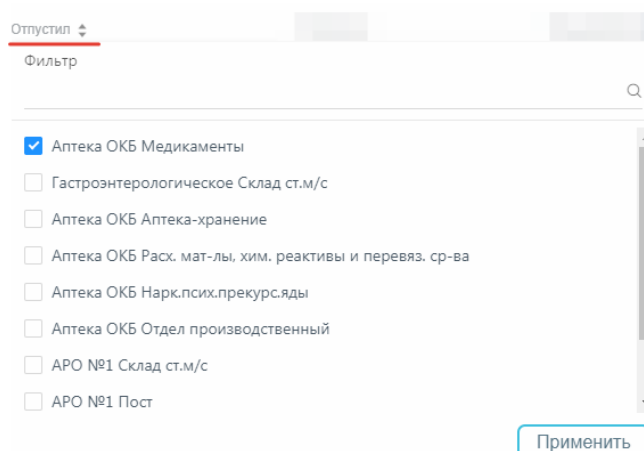 Отпустил
Фильтр
Аптека ОКБ Медикаменты
Гастроэнтерологическое Склад ст.м/с
Аптека ОКБ Аптека-хранение
Аптека ОКБ Расх. мат-лы, хим. реактивы и перевяз. ср-ва
Аптека ОКБ Нарк.псих.прекурс.яды
Аптека ОКБ Отдел производственный
АРО №1 Склад ст.м/с
АРО №1 Пост
Применить